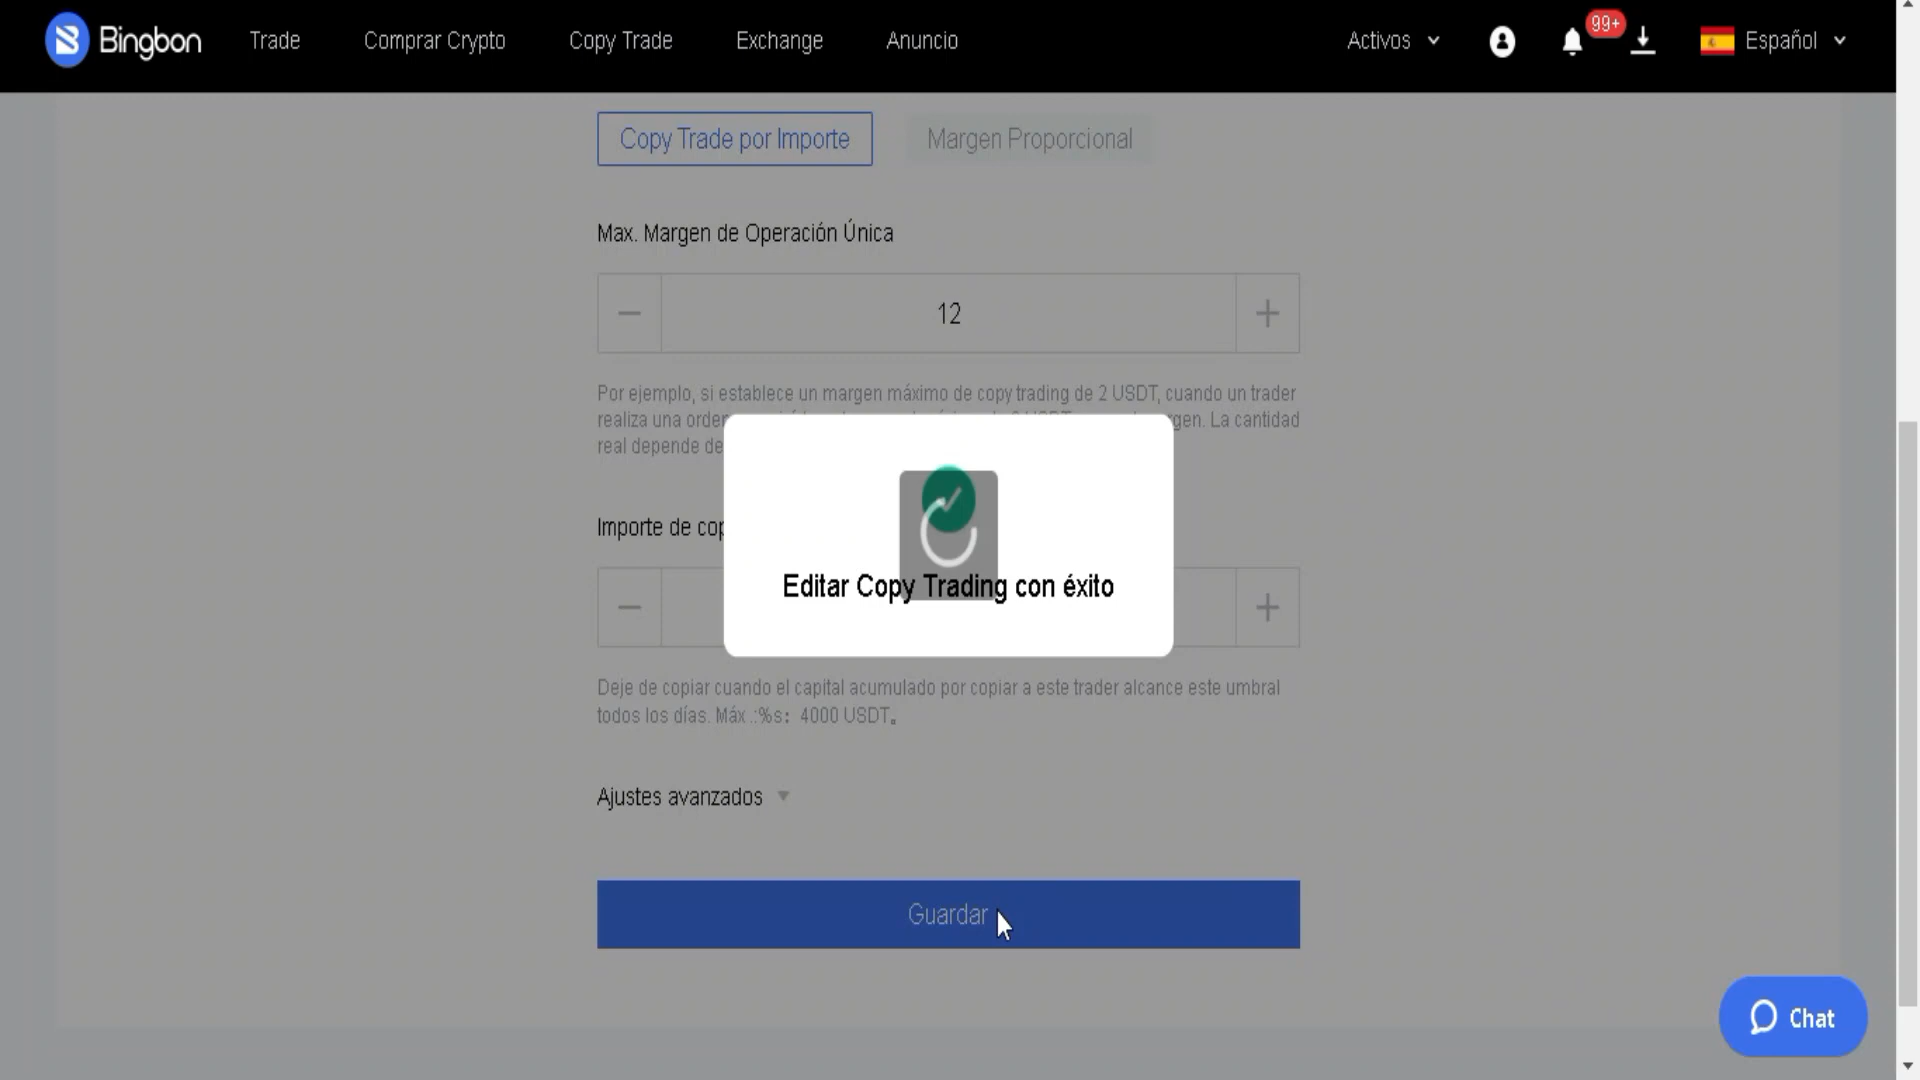 Bingbon Trade Comprar Crypto Copy Trade Exchange Anuncio Activos 99+ Español
Copy Trade por Importe Margen Proporcional
Max. Margen de Operación Única
12
Por ejemplo, si establece un margen máximo de copy trading de 2 USDT, cuando un trader
realiza una La cantidad
real depende
Importe de
Editar Copy Trading con éxito
Deje de copiar cuando el capital acumulado por copiar a este trader alcance este umbral
todos los días. Máx .:%s： 4000 USDT。
Ajustes avanzados
Guardar
Chat